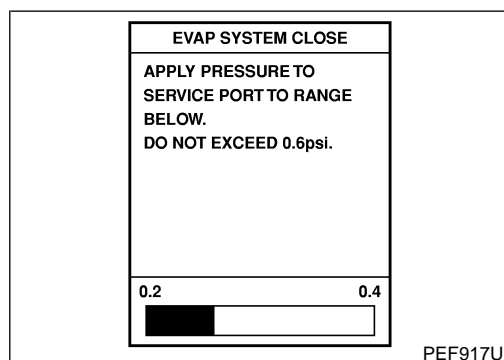 EVAP SYSTEM CLOSE
APPLY PRESSURE TO
SERVICE PORT TO RANGE
BELOW.
DO NOT EXCEED 0.6psi.
0.2 0.4
PEF917U